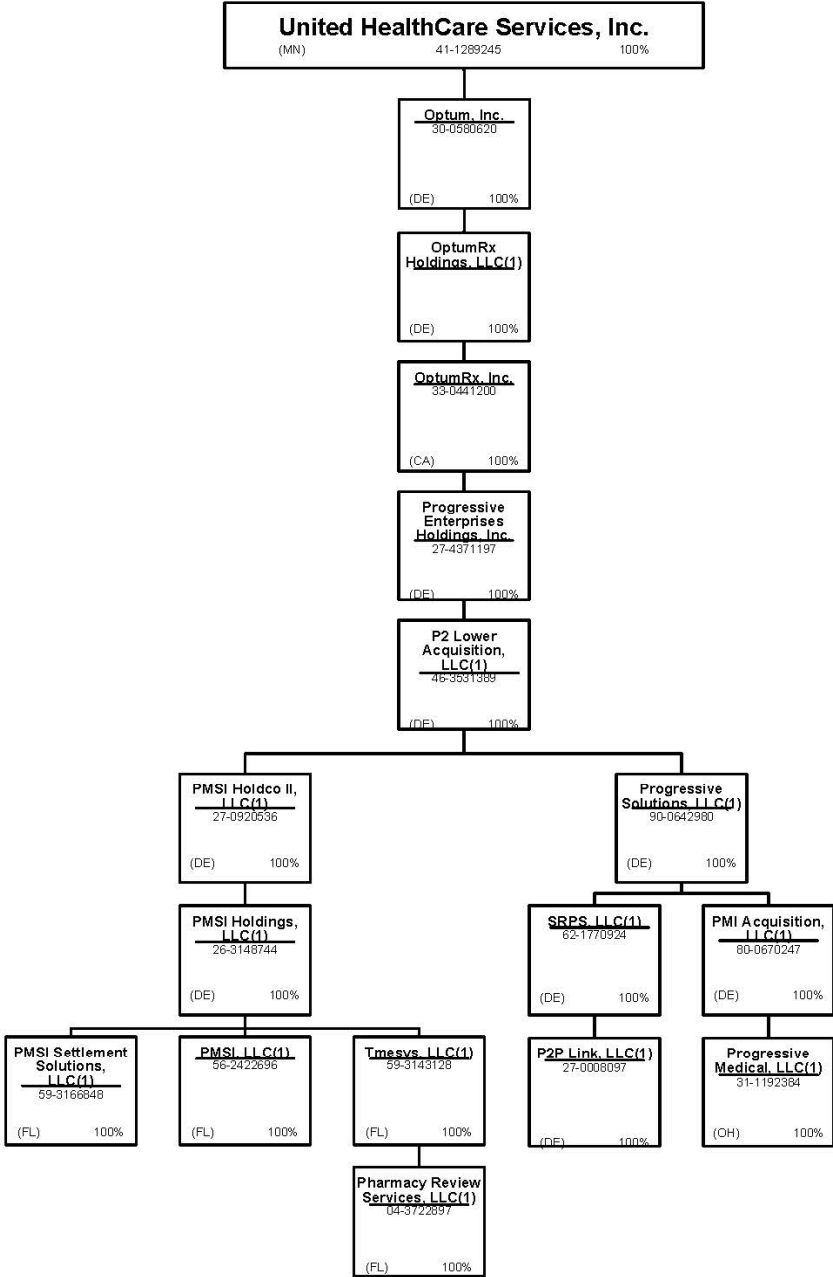 United HealthCare Services, Inc.
(MN) 41-1289245 100%
Optum, Inc.
30-0580620
(DE) 100%
OptumRx
Holdings, LLC(1)
(DE) 100%
OptumRx, Inc.
33-0441200
(CA) 100%
Progressive
Enterprises
Holdings, Inc.
27-4371197
(DE) 100%
P2 Lower
Acquisition,
LLC(1)
46-3531389
(DE) 100%
PMSI Holdco II,
LLC(1)
27-0920536
(DE) 100%
Progressive
Solutions, LLC(1)
90-0642980
(DE) 100%
PMSI Holdings,
LLC(1)
26-3148744
(DE) 100%
SRPS, LLC(1)
62-1770924
(DE) 100%
PMI Acquisition,
LLC(1)
80-0670247
(DE) 100%
PMSI Settlement
Solutions,
LLC(1)
59-3166848
(FL) 100%
PMSI, LLC(1)
56-2422696
(FL) 100%
Tmesys, LLC(1)
59-3143128
(FL) 100%
P2P Link, LLC(1)
27-0008097
(DE) 100%
Progressive
Medical, LLC(1)
31-1192384
(OH) 100%
Pharmacy Review
Services, LLC(1)
04-3722897
(FL) 100%